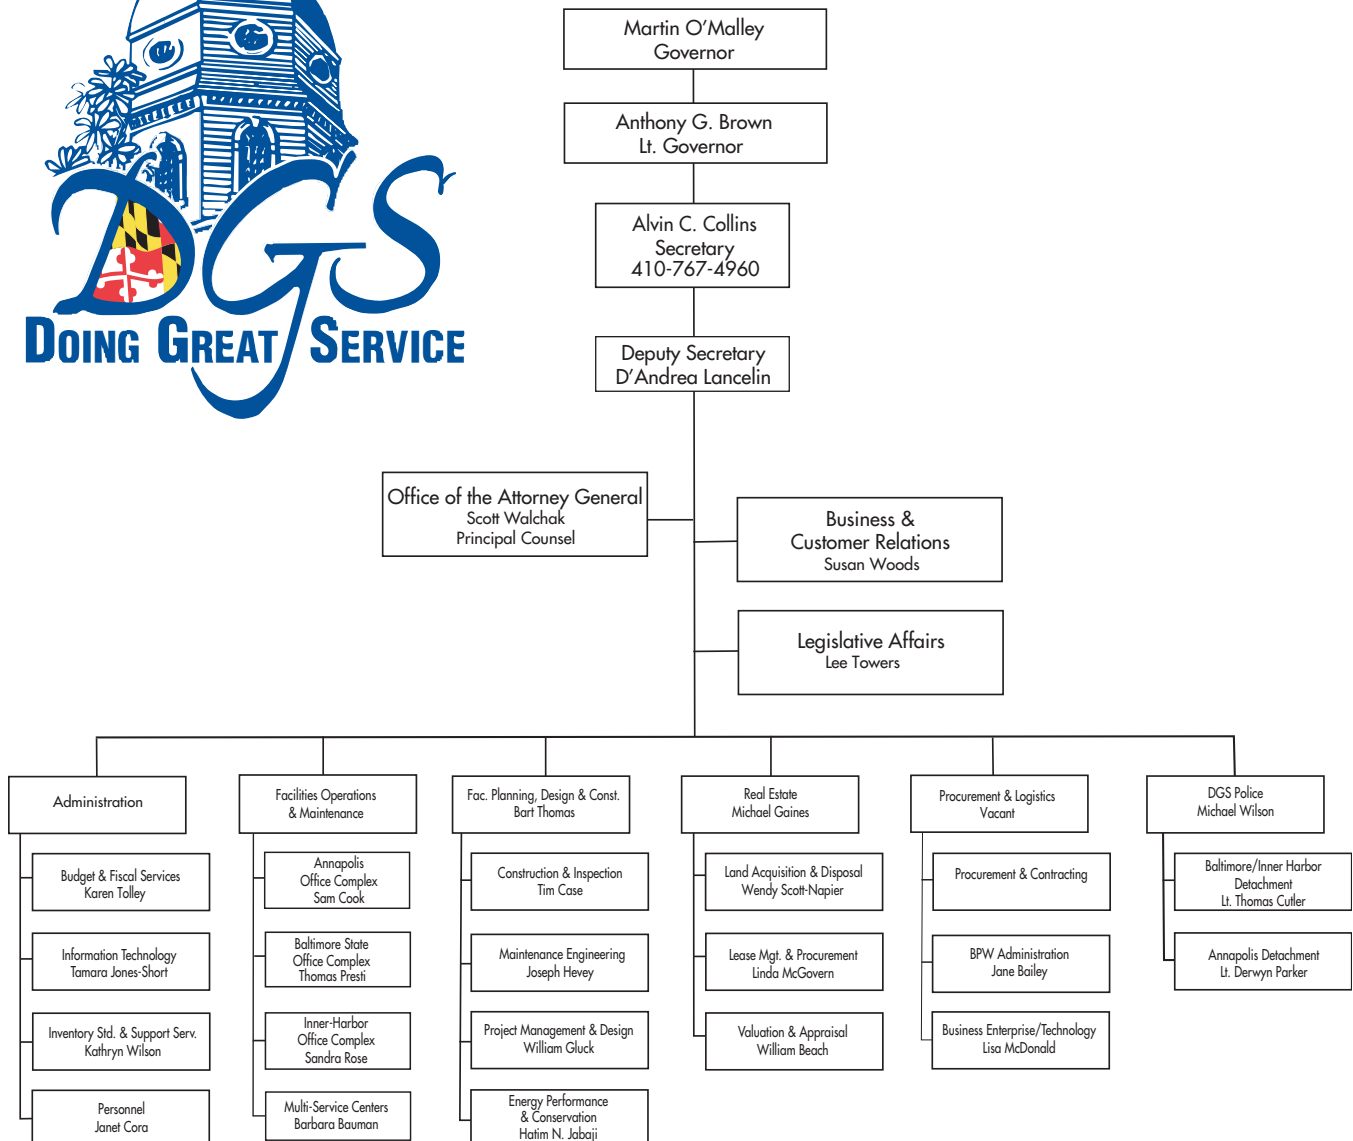 DGS
DOING GREAT SERVICE
Martin O'Malley
Governor
Anthony G. Brown
Lt. Governor
Alvin C. Collins
Secretary
410-767-4960
Deputy Secretary
D'Andrea Lancelin
Office of the Attorney General
Scott Walchak
Principal Counsel
Business &
Customer Relations
Susan Woods
Legislative Affairs
Lee Towers
Administration
Budget & Fiscal Services
Karen Tolley
Information Technology
Tamara Jones-Short
Inventory Std. & Support Serv.
Kathryn Wilson
Personnel
Janet Cora
Facilities Operations
& Maintenance
Annapolis
Office Complex
Sam Cook
Baltimore State
Office Complex
Thomas Presti
Inner-Harbor
Office Complex
Sandra Rose
Multi-Service Centers
Barbara Bauman
Fac. Planning, Design & Const.
Bart Thomas
Construction & Inspection
Tim Case
Maintenance Engineering
Joseph Hevey
Project Management & Design
William Gluck
Energy Performance
& Conservation
Hatim N. Jabaji
Real Estate
Michael Gaines
Land Acquisition & Disposal
Wendy Scott-Napier
Lease Mgt. & Procurement
Linda McGovern
Valuation & Appraisal
William Beach
Procurement & Logistics
Vacant
Procurement & Contracting
BPW Administration
Jane Bailey
Business Enterprise/Technology
Lisa McDonald
DGS Police
Michael Wilson
Baltimore/Inner Harbor
Detachment
Lt. Thomas Cutler
Annapolis Detachment
Lt. Derwyn Parker